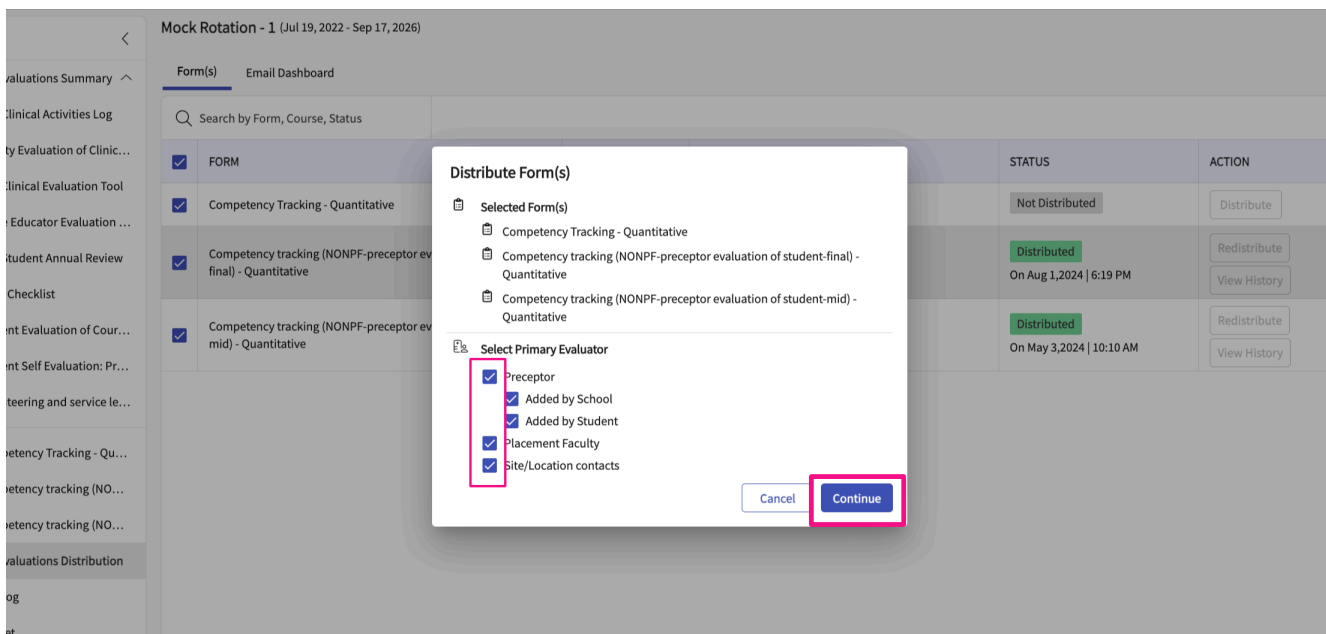 Mock Rotation - 1 (Jul 19, 2022 - Sep 17, 2026)
valuations Summary
Clinical Activities Log
ty Evaluation of Clinic...
Clinical Evaluation Tool
Educator Evaluation ...
Student Annual Review
Checklist
ent Evaluation of Cour...
ent Self Evaluation: Pr...
teering and service le...
petency Tracking - Qu...
petency tracking (NO...
petency tracking (NO...
valuations Distribution
og
et
Form(s)
Email Dashboard
Search by Form, Course, Status
FORM
STATUS
ACTION
Competency Tracking - Quantitative
Not Distributed
Distribute
Competency tracking (NONPF-preceptor ev
final) - Quantitative
Distributed
On Aug 1,2024 | 6:19 PM
Redistribute
View History
Competency tracking (NONPF-preceptor ev
mid) - Quantitative
Distributed
On May 3,2024 | 10:10 AM
Redistribute
View History
Distribute Form(s)
Selected Form(s)
Competency Tracking - Quantitative
Competency tracking (NONPF-preceptor evaluation of student-final) -
Quantitative
Competency tracking (NONPF-preceptor evaluation of student-mid) -
Quantitative
Select Primary Evaluator
Preceptor
Added by School
Added by Student
Placement Faculty
Site/Location contacts
Cancel
Continue